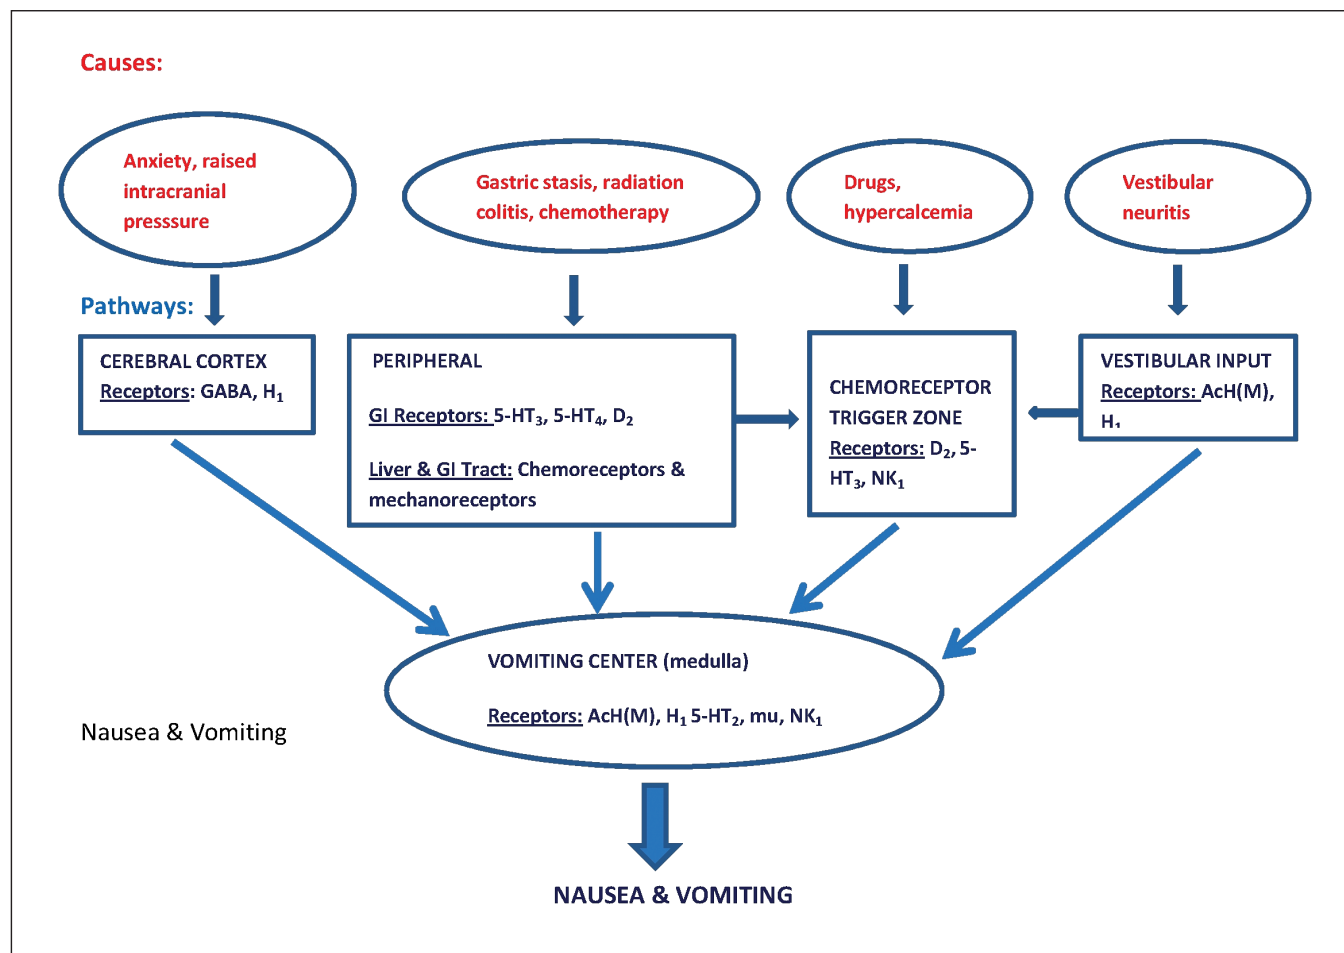 Causes:
Anxiety, raised
intracranial
presssure
Gastric stasis, radiation
colitis, chemotherapy
Drugs,
hypercalcemia
Vestibular
neuritis
Pathways:
CEREBRAL CORTEX
Receptors: GABA, H₁
PERIPHERAL
GI Receptors: 5-HT₃, 5-HT₄, D₂
Liver & GI Tract: Chemoreceptors &
mechanoreceptors
CHEMORECEPTOR
TRIGGER ZONE
Receptors: D₂, 5-
HT₃, NK₁
VESTIBULAR INPUT
Receptors: AcH(M),
H₁
VOMITING CENTER (medulla)
Receptors: AcH(M), H₁ 5-HT₂, mu, NK₁
Nausea & Vomiting
NAUSEA & VOMITING